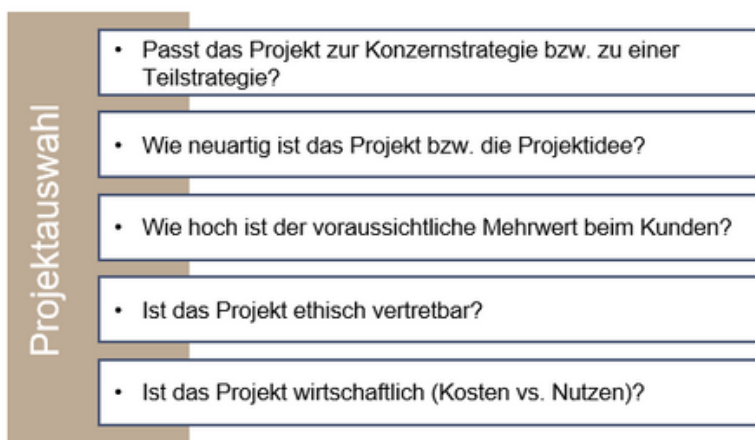 Projektauswahl
• Passt das Projekt zur Konzernstrategie bzw. zu einer
Teilstrategie?
• Wie neuartig ist das Projekt bzw. die Projektidee?
• Wie hoch ist der voraussichtliche Mehrwert beim Kunden?
• Ist das Projekt ethisch vertretbar?
• Ist das Projekt wirtschaftlich (Kosten vs. Nutzen)?